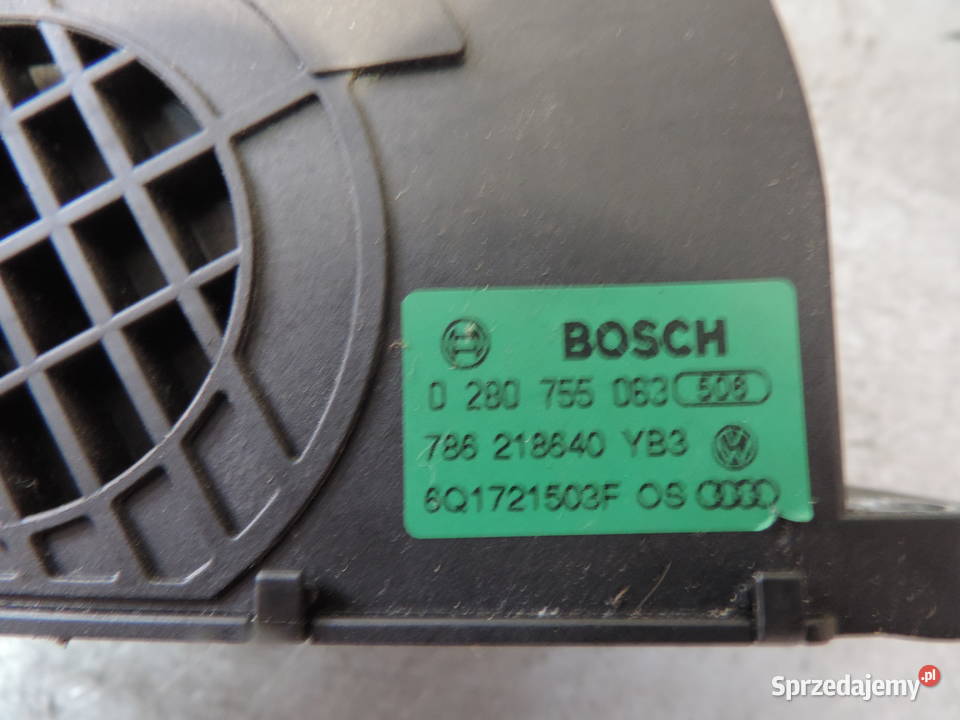 BOSCH
0 280 755 063 506
786 218640 YB3
6Q1721503F OS
Sprzedajemy.pl